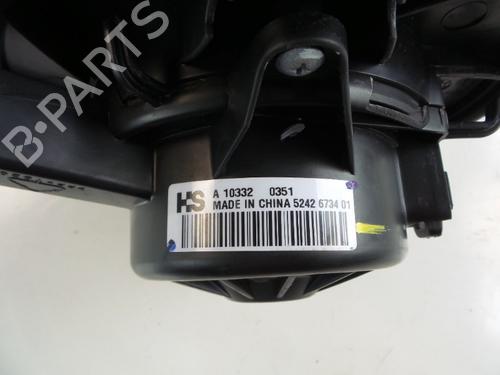 B-PARTS
HS A 10332 0351
MADE IN CHINA 5242 6734 01